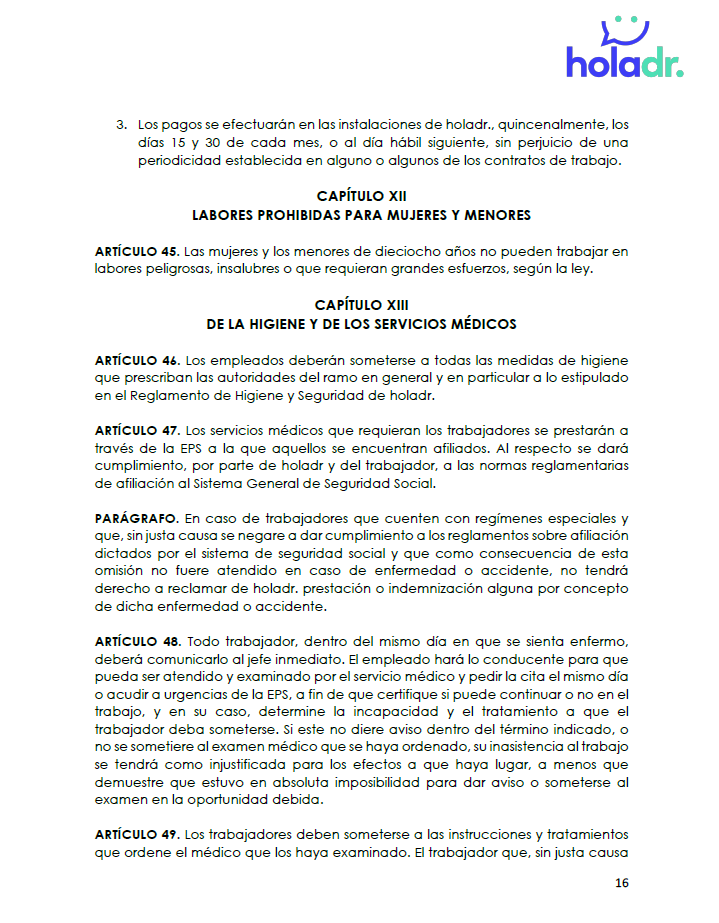 holadr.
3. Los pagos se efectuarán en las instalaciones de holadr., quincenalmente, los
días 15 y 30 de cada mes, o al día hábil siguiente, sin perjuicio de una
periodicidad establecida en alguno o algunos de los contratos de trabajo.
CAPÍTULO XII
LABORES PROHIBIDAS PARA MUJERES Y MENORES
ARTÍCULO 45. Las mujeres y los menores de dieciocho años no pueden trabajar en
labores peligrosas, insalubres o que requieran grandes esfuerzos, según la ley.
CAPÍTULO XIII
DE LA HIGIENE Y DE LOS SERVICIOS MÉDICOS
ARTÍCULO 46. Los empleados deberán someterse a todas las medidas de higiene
que prescriban las autoridades del ramo en general y en particular a lo estipulado
en el Reglamento de Higiene y Seguridad de holadr.
ARTÍCULO 47. Los servicios médicos que requieran los trabajadores se prestarán a
través de la EPS a la que aquellos se encuentran afiliados. Al respecto se dará
cumplimiento, por parte de holadr y del trabajador, a las normas reglamentarias
de afiliación al Sistema General de Seguridad Social.
PARÁGRAFO. En caso de trabajadores que cuenten con regímenes especiales y
que, sin justa causa se negare a dar cumplimiento a los reglamentos sobre afiliación
dictados por el sistema de seguridad social y que como consecuencia de esta
omisión no fuere atendido en caso de enfermedad o accidente, no tendrá
derecho a reclamar de holadr. prestación o indemnización alguna por concepto
de dicha enfermedad o accidente.
ARTÍCULO 48. Todo trabajador, dentro del mismo día en que se sienta enfermo,
deberá comunicarlo al jefe inmediato. El empleado hará lo conducente para que
pueda ser atendido y examinado por el servicio médico y pedir la cita el mismo día
o acudir a urgencias de la EPS, a fin de que certifique si puede continuar o no en el
trabajo, y en su caso, determine la incapacidad y el tratamiento a que el
trabajador deba someterse. Si este no diere aviso dentro del término indicado, o
no se sometiere al examen médico que se haya ordenado, su inasistencia al trabajo
se tendrá como injustificada para los efectos a que haya lugar, a menos que
demuestre que estuvo en absoluta imposibilidad para dar aviso o someterse al
examen en la oportunidad debida.
ARTÍCULO 49. Los trabajadores deben someterse a las instrucciones y tratamientos
que ordene el médico que los haya examinado. El trabajador que, sin justa causa
16